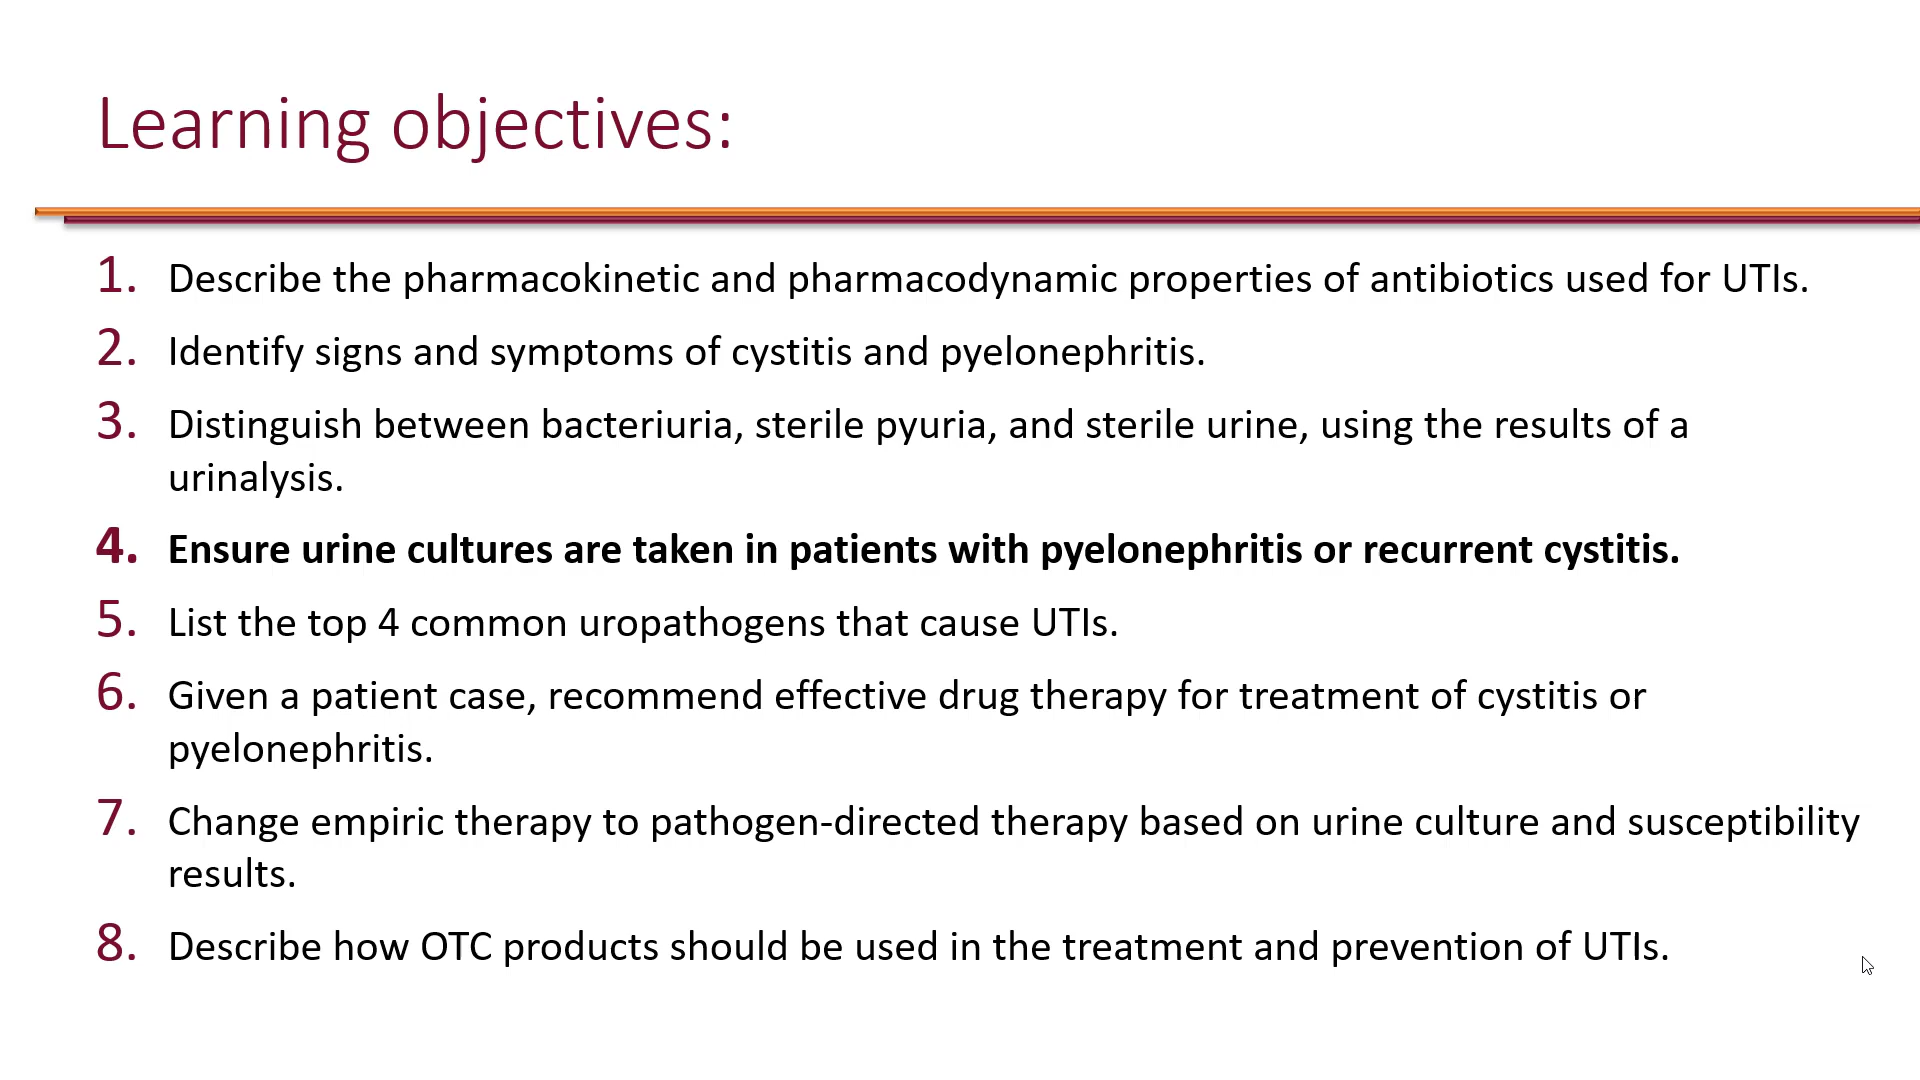 Learning objectives:
1. Describe the pharmacokinetic and pharmacodynamic properties of antibiotics used for UTIs.
2. Identify signs and symptoms of cystitis and pyelonephritis.
3. Distinguish between bacteriuria, sterile pyuria, and sterile urine, using the results of a
urinalysis.
4. Ensure urine cultures are taken in patients with pyelonephritis or recurrent cystitis.
5. List the top 4 common uropathogens that cause UTIs.
6. Given a patient case, recommend effective drug therapy for treatment of cystitis or
pyelonephritis.
7. Change empiric therapy to pathogen-directed therapy based on urine culture and susceptibility
results.
8. Describe how OTC products should be used in the treatment and prevention of UTIs.